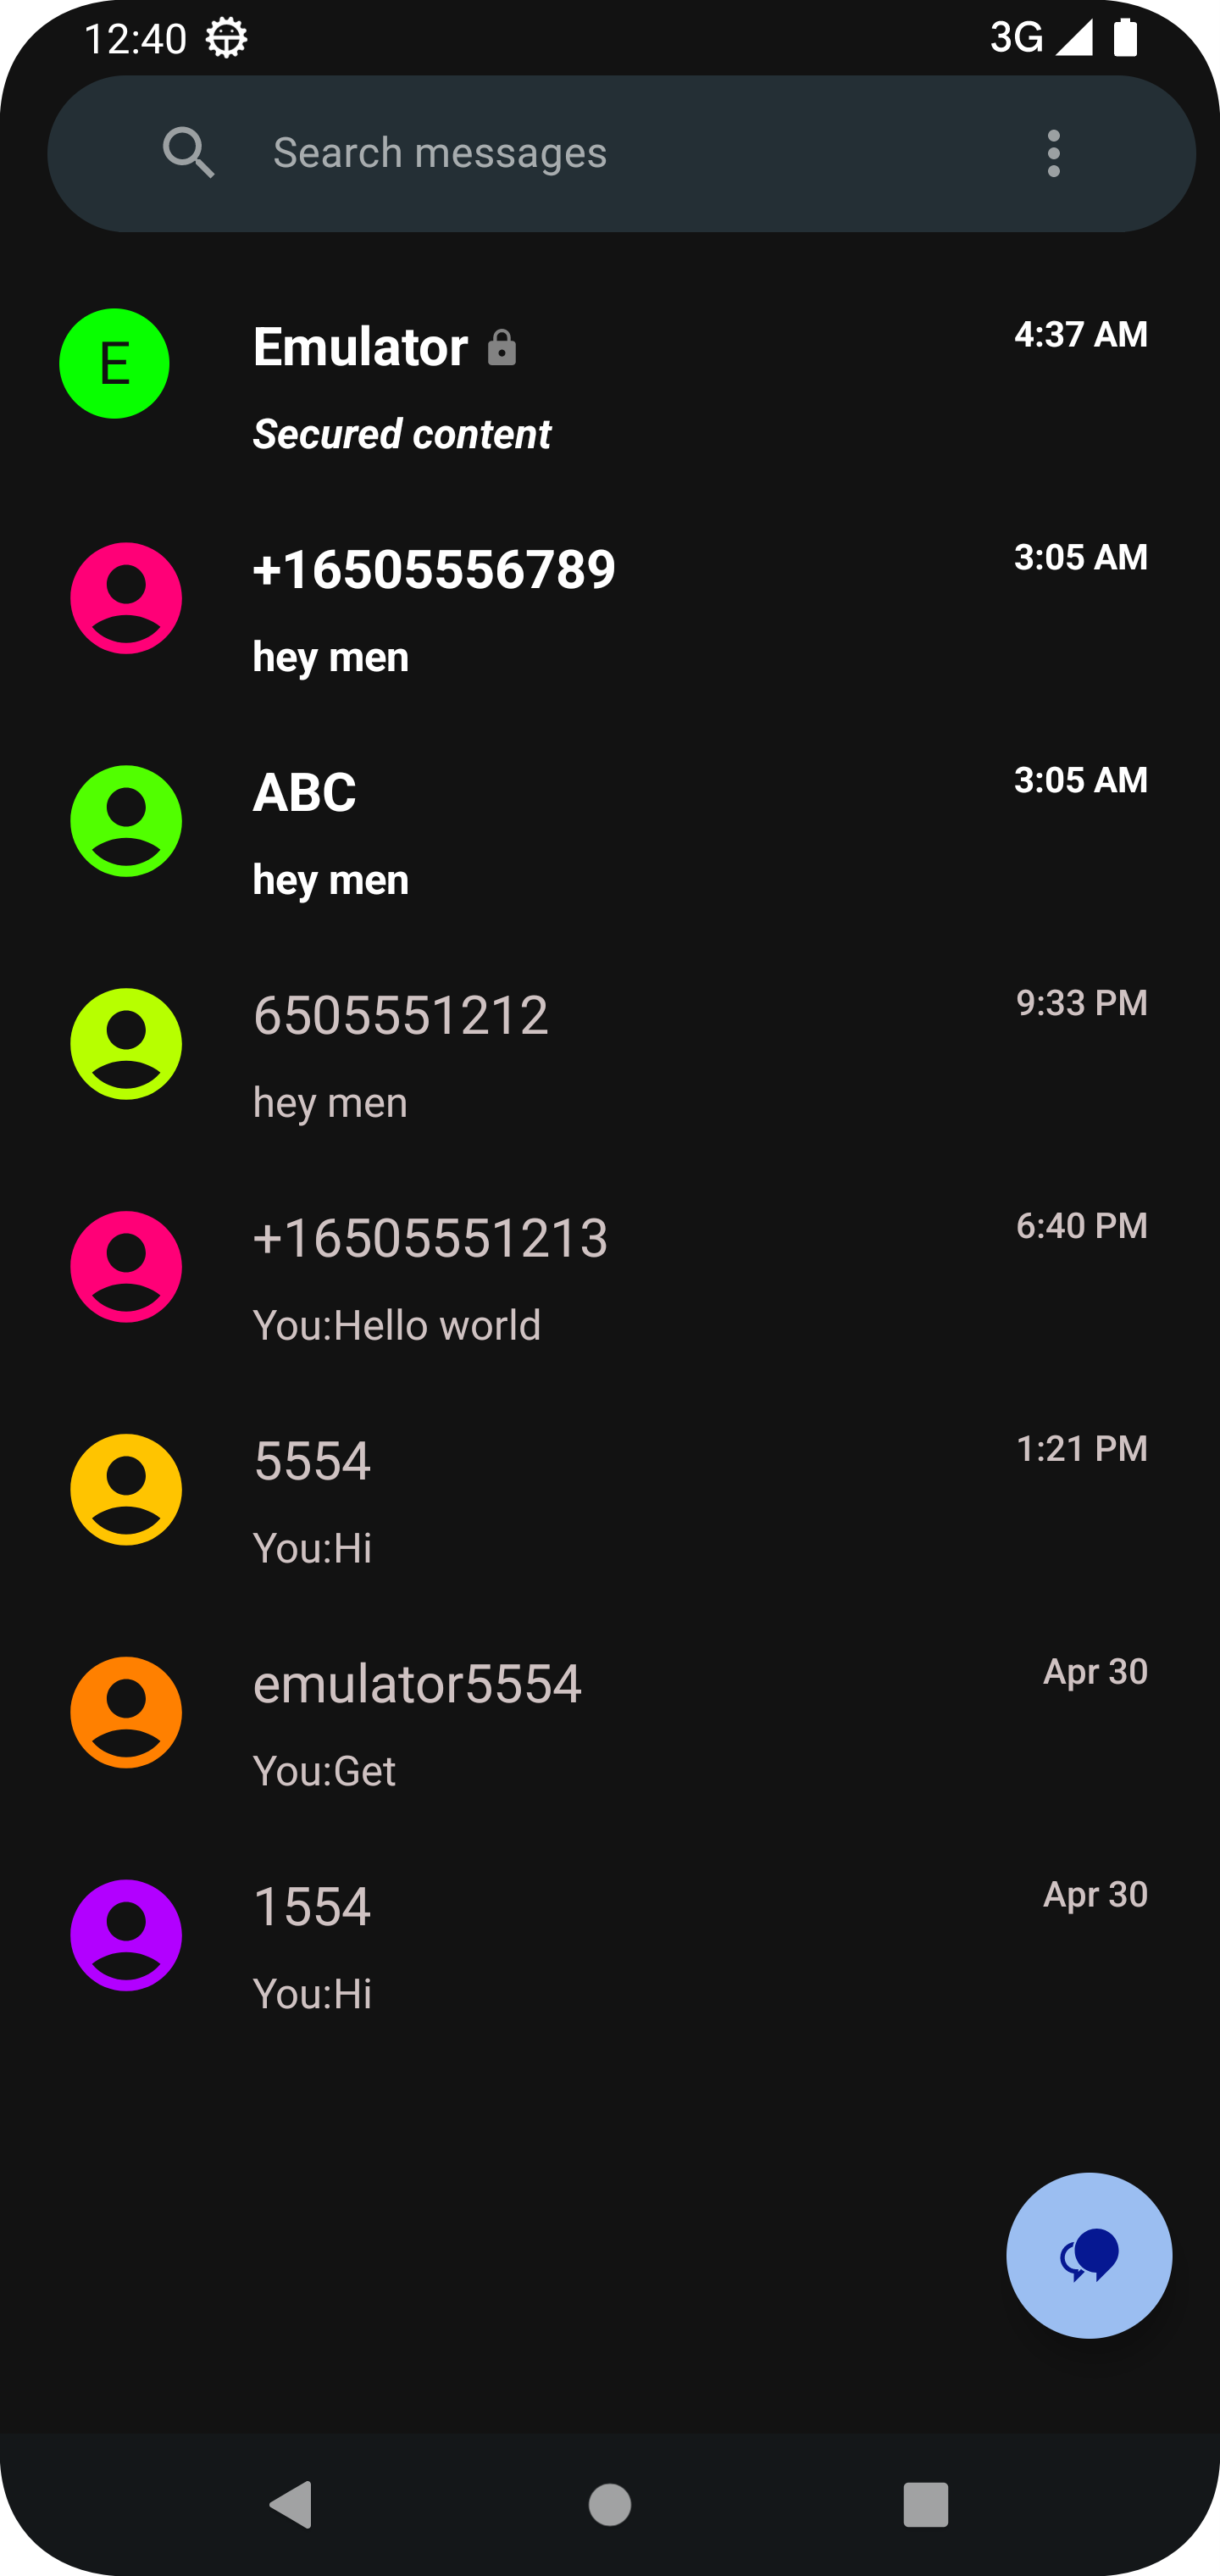 12:40 3G
Search messages
E
Emulator 4:37 AM
Secured content
+16505556789 3:05 AM
hey men
ABC 3:05 AM
hey men
6505551212 9:33 PM
hey men
+16505551213 6:40 PM
You:Hello world
5554 1:21 PM
You:Hi
emulator5554 Apr 30
You:Get
1554 Apr 30
You:Hi